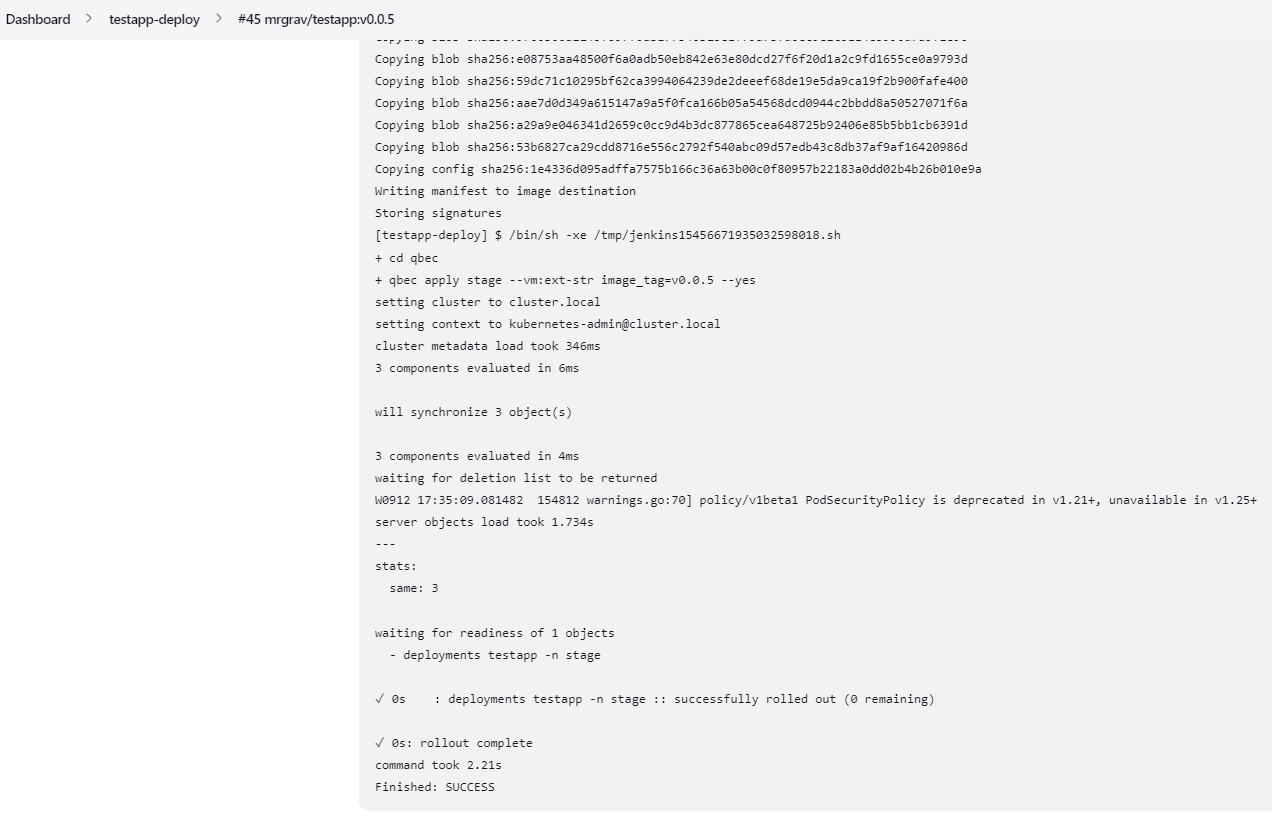 Dashboard > testapp-deploy > #45 mrgrav/testapp:v0.0.5
Copying blob sha256:e08753aa48500f6a0adb50eb842e63e80dcd27f6f20d1a2c9fd1655ce0a9793d
Copying blob sha256:59dc71c10295bf62ca3994064239de2deeef68de19e5da9ca19f2b900fafe400
Copying blob sha256:aae7d0d349a615147a9a5f0fca166b05a54568dcd0944c2bbdd8a50527071f6a
Copying blob sha256:a29a9e046341d2659c0cc9d4b3dc877865cea648725b92406e85b5bb1cb6391d
Copying blob sha256:53b6827ca29cdd8716e556c2792f540abc09d57edb43c8db37af9af16420986d
Copying config sha256:1e4336d095adffa7575b166c36a63b00c0f80957b22183a0dd02b4b26b010e9a
Writing manifest to image destination
Storing signatures
[testapp-deploy] $ /bin/sh -xe /tmp/jenkins15456671935032598018.sh
+ cd qbec
+ qbec apply stage --vm:ext-str image_tag=v0.0.5 --yes
setting cluster to cluster.local
setting context to kubernetes-admin@cluster.local
cluster metadata load took 346ms
3 components evaluated in 6ms
will synchronize 3 object(s)
3 components evaluated in 4ms
waiting for deletion list to be returned
W0912 17:35:09.081482  154812 warnings.go:70] policy/v1beta1 PodSecurityPolicy is deprecated in v1.21+, unavailable in v1.25+
server objects load took 1.734s
---
stats:
  same: 3
waiting for readiness of 1 objects
  - deployments testapp -n stage
✓ 0s    : deployments testapp -n stage :: successfully rolled out (0 remaining)
✓ 0s: rollout complete
command took 2.21s
Finished: SUCCESS